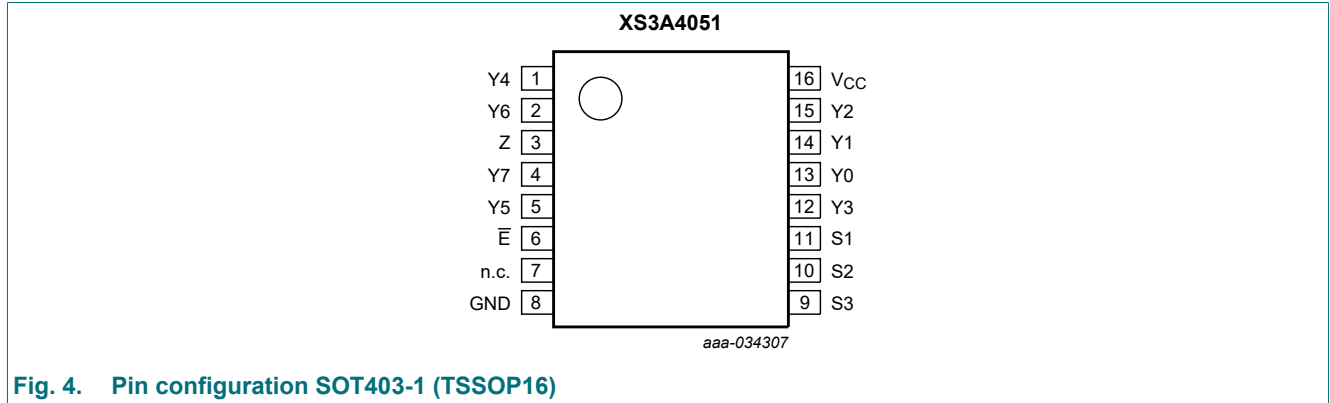 XS3A4051
Y4 1 16 VCC
Y6 2 15 Y2
Z 3 14 Y1
Y7 4 13 Y0
Y5 5 12 Y3
E̅ 6 11 S1
n.c. 7 10 S2
GND 8 9 S3
aaa-034307
Fig. 4. Pin configuration SOT403-1 (TSSOP16)